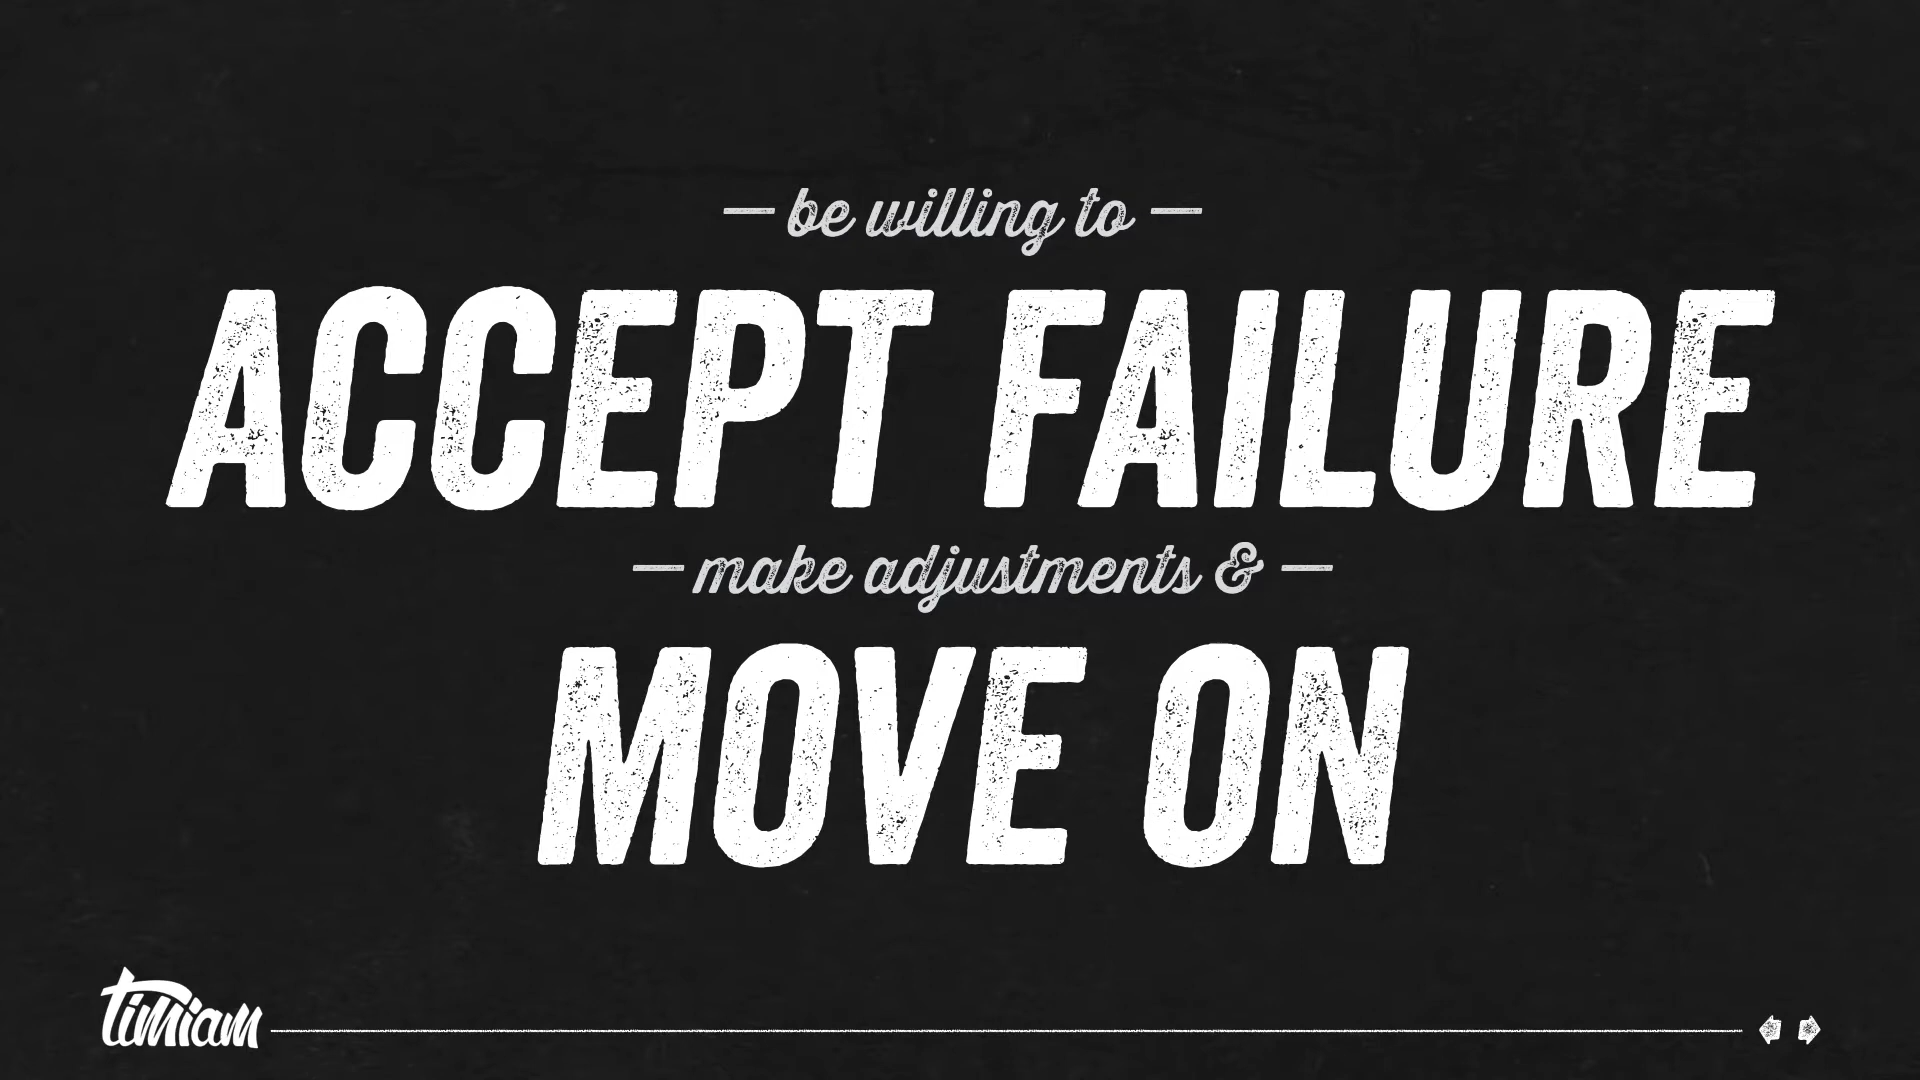 — be willing to —
ACCEPT FAILURE
— make adjustments & —
MOVE ON
timiam